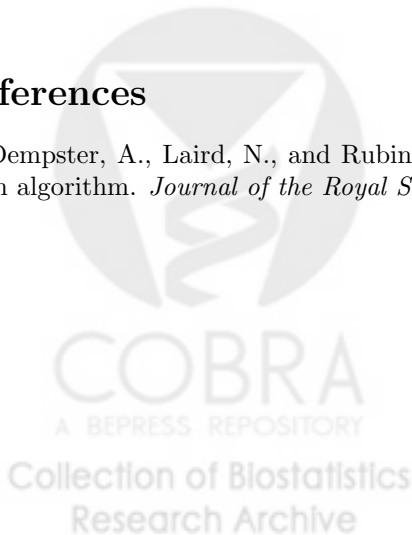 ferences
Dempster, A., Laird, N., and Rubin
n algorithm. Journal of the Royal S
COBRA
A BEPRESS REPOSITORY
Collection of Biostatistics
Research Archive